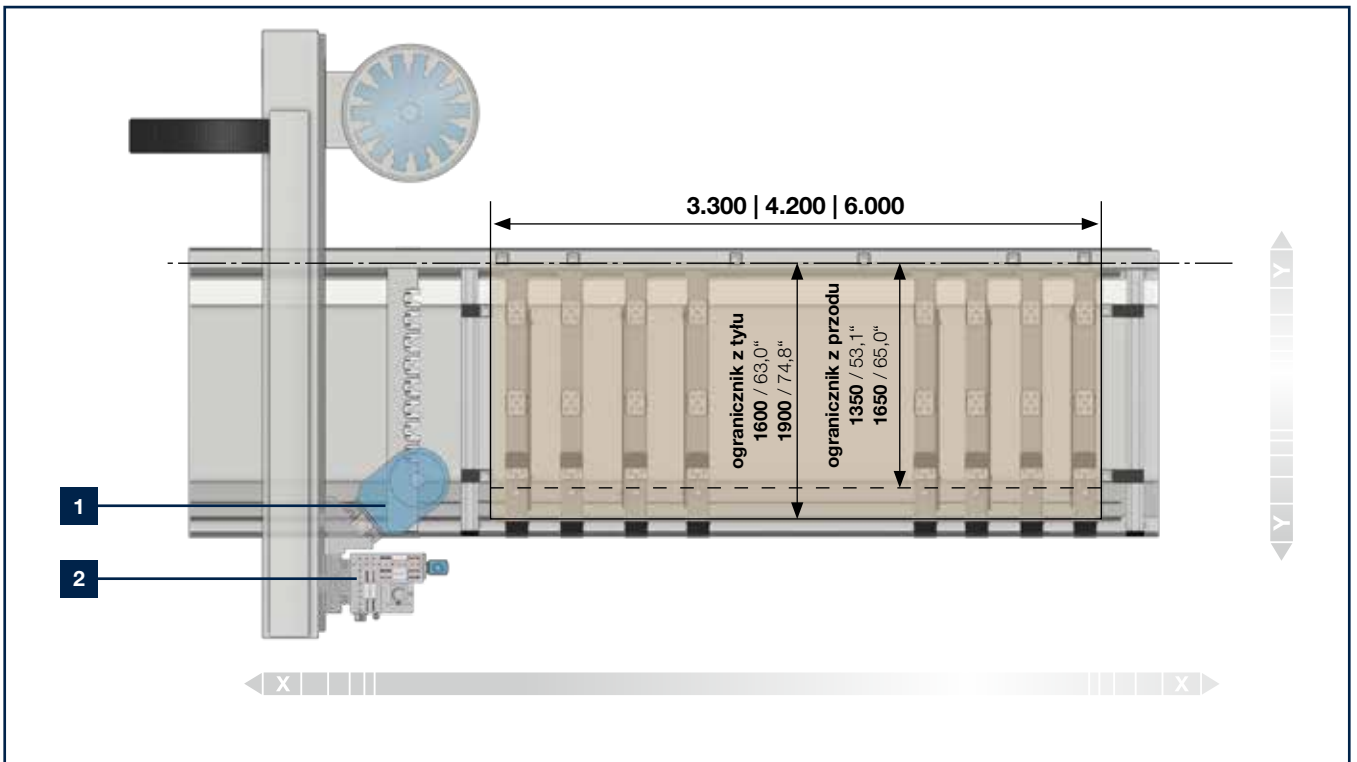 3.300 | 4.200 | 6.000
ogranicznik z tyłu
1600 / 63,0“
1900 / 74,8“
ogranicznik z przodu
1350 / 53,1“
1650 / 65,0“
Y
Y
1
2
X
X